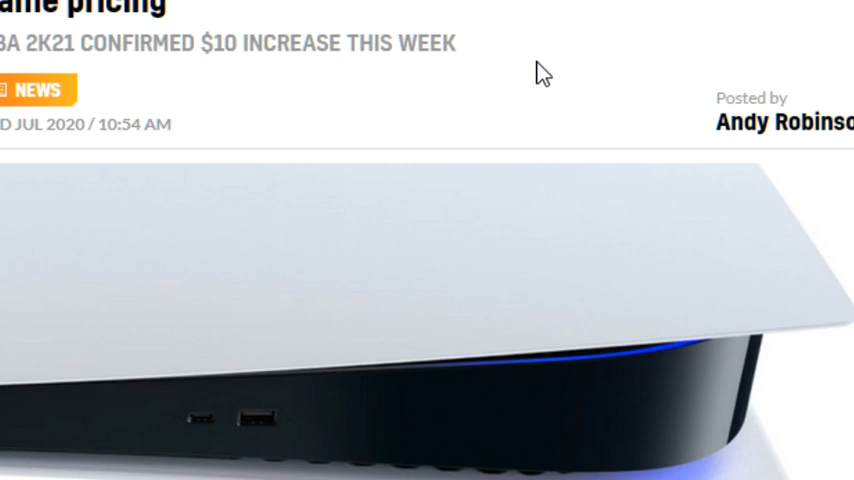 ame pricing
BA 2K21 CONFIRMED $10 INCREASE THIS WEEK
NEWS
D JUL 2020 / 10:54 AM
Posted by
Andy Robinso